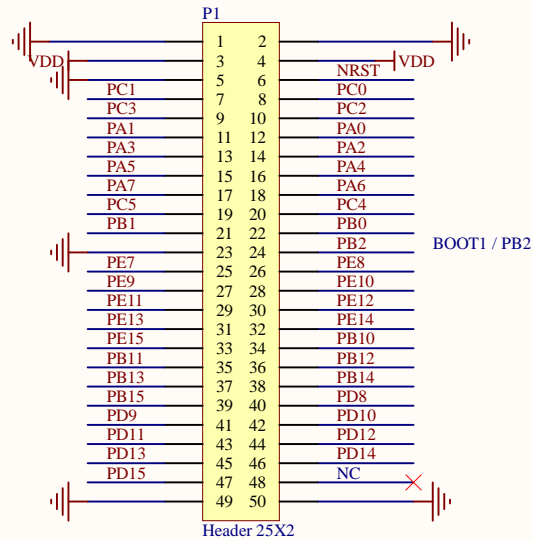 P1
1 2
VDD 3 4 VDD
5 6 NRST
PC1 7 8 PC0
PC3 9 10 PC2
PA1 11 12 PA0
PA3 13 14 PA2
PA5 15 16 PA4
PA7 17 18 PA6
PC5 19 20 PC4
PB1 21 22 PB0
23 24 PB2 BOOT1 / PB2
PE7 25 26 PE8
PE9 27 28 PE10
PE11 29 30 PE12
PE13 31 32 PE14
PE15 33 34 PB10
PB11 35 36 PB12
PB13 37 38 PB14
PB15 39 40 PD8
PD9 41 42 PD10
PD11 43 44 PD12
PD13 45 46 PD14
PD15 47 48 NC
49 50
Header 25X2